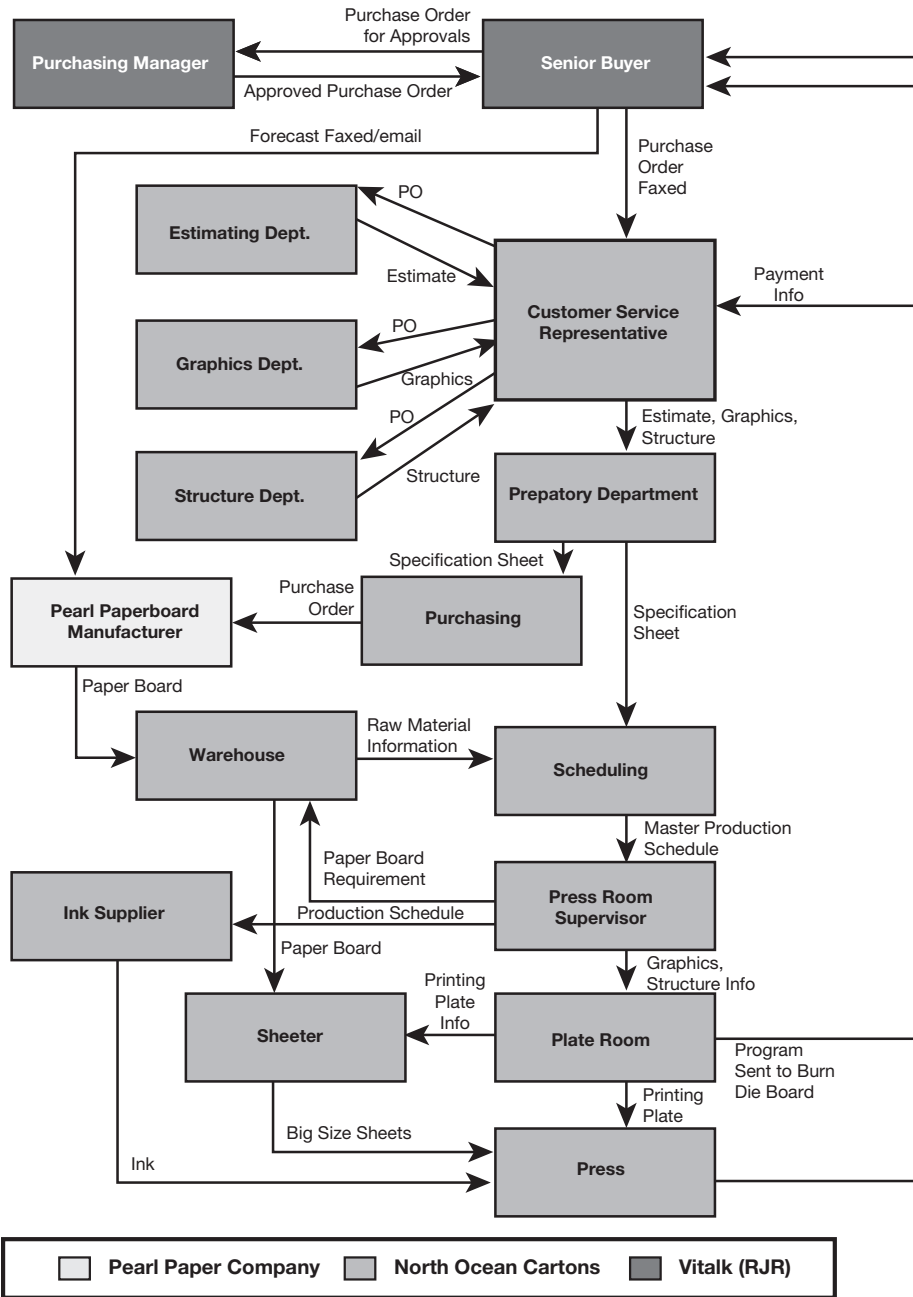 Purchase Order
for Approvals
Purchasing Manager
Senior Buyer
Approved Purchase Order
Forecast Faxed/email
Purchase
Order
Faxed
PO
Estimating Dept.
Estimate
Payment
Info
Customer Service
Representative
PO
Graphics Dept.
Graphics
PO
Estimate, Graphics,
Structure
Structure
Structure Dept.
Prepatory Department
Specification Sheet
Purchase
Order
Pearl Paperboard
Manufacturer
Purchasing
Specification
Sheet
Paper Board
Raw Material
Information
Warehouse
Scheduling
Master Production
Schedule
Paper Board
Requirement
Press Room
Supervisor
Ink Supplier
Production Schedule
Paper Board
Graphics,
Structure Info
Printing
Plate
Info
Sheeter
Plate Room
Program
Sent to Burn
Die Board
Printing
Plate
Big Size Sheets
Ink
Press
Pearl Paper Company
North Ocean Cartons
Vitalk (RJR)